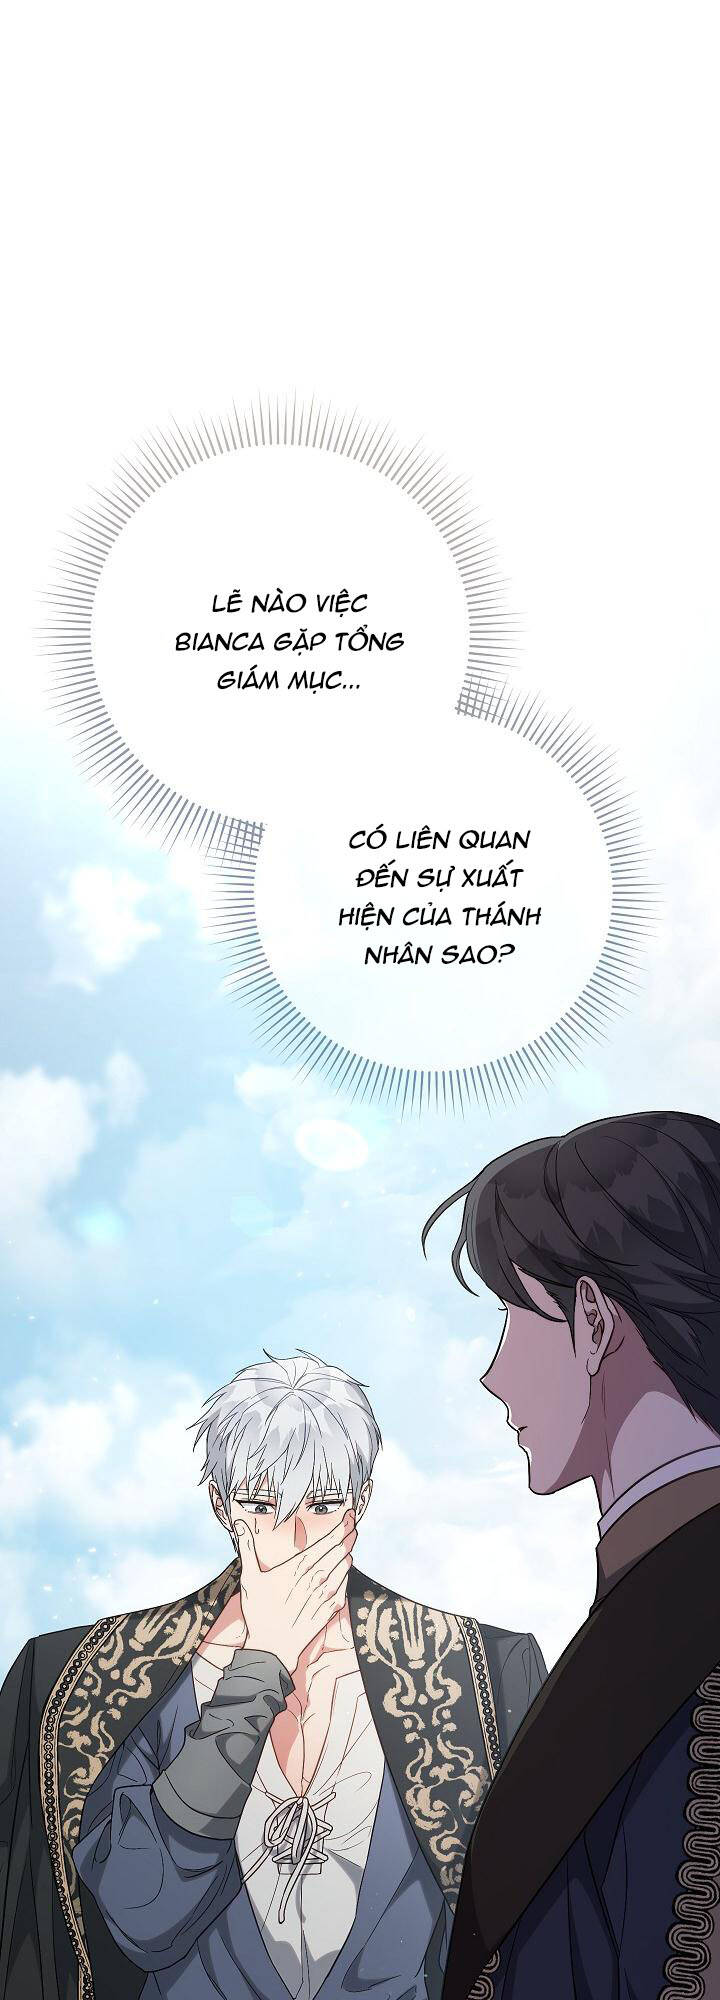 LẼ NÀO VIỆC
BIANCA GẶP TỔNG
GIÁM MỤC...
CÓ LIÊN QUAN
ĐẾN SỰ XUẤT
HIỆN CỦA THÁNH
NHÂN SAO?